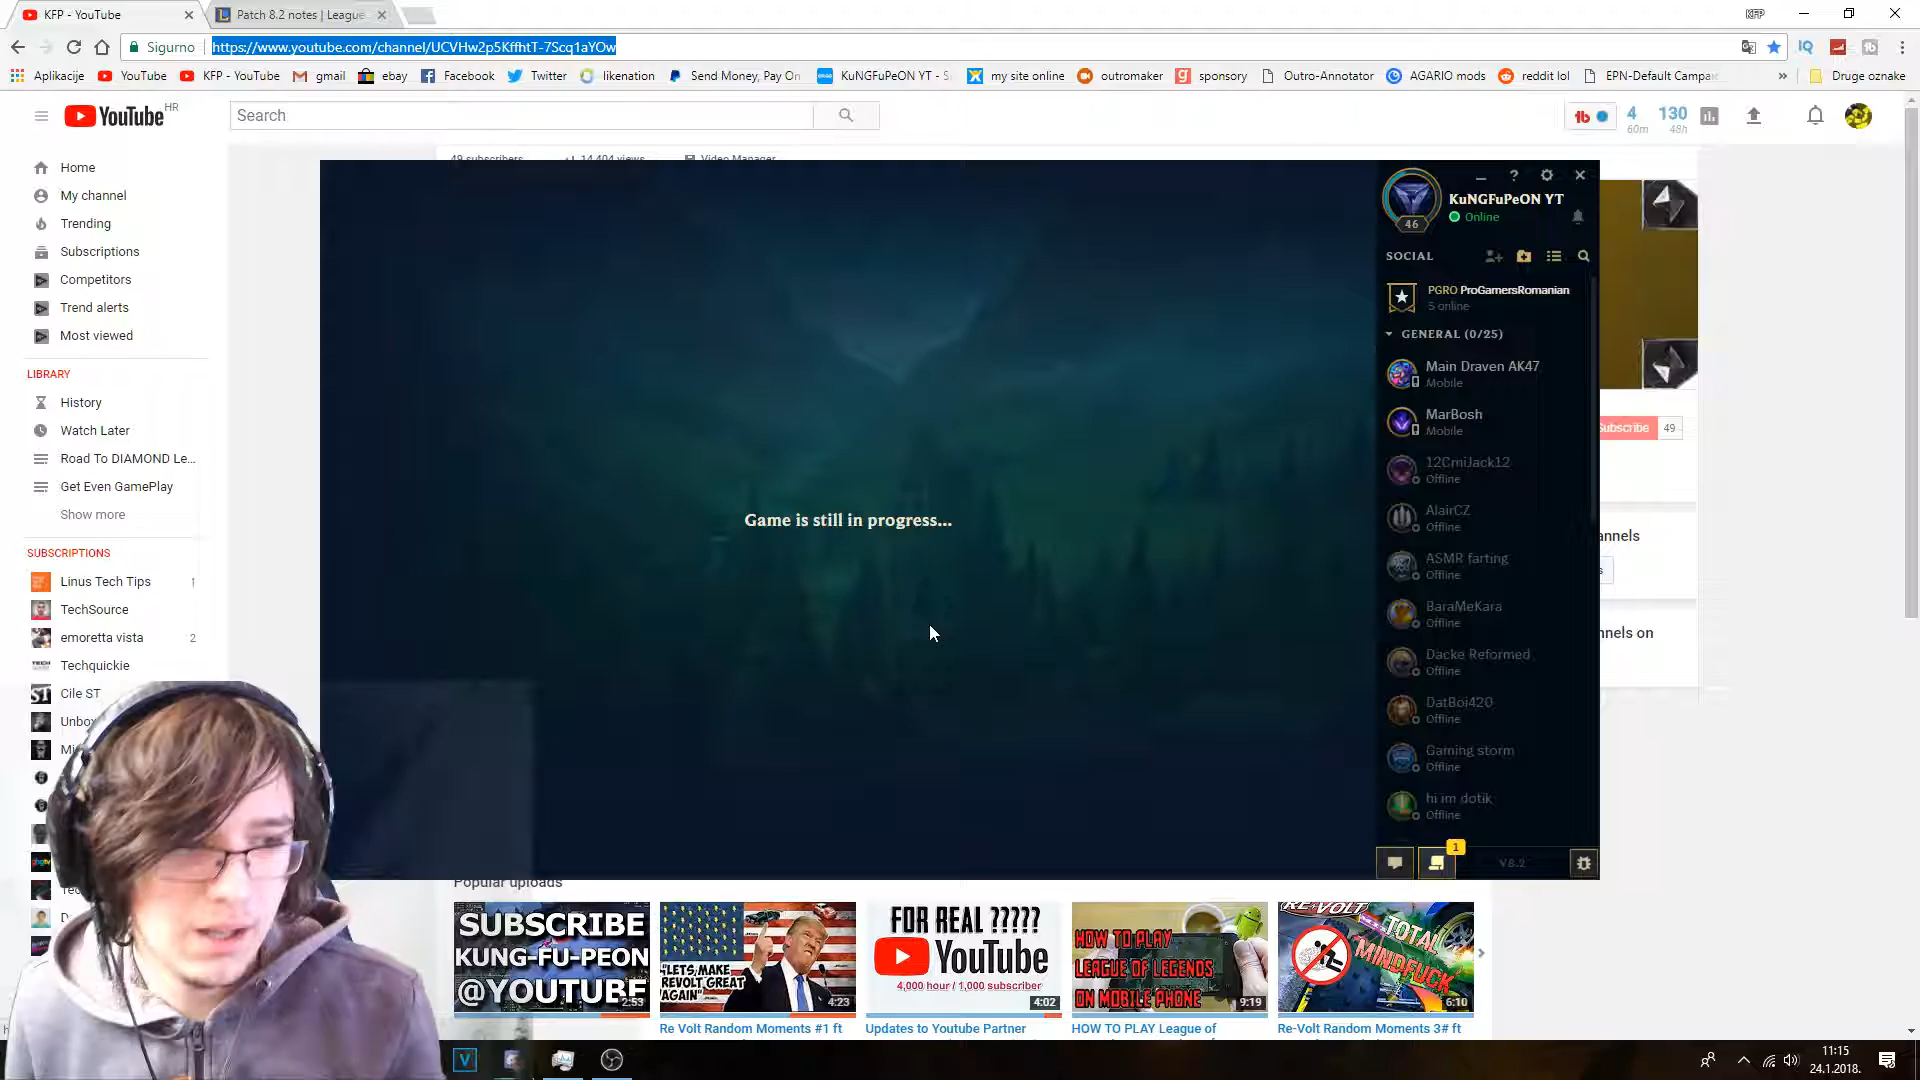 KFP - YouTube
Patch 8.2 notes | League
KFP
Sigurno
https://www.youtube.com/channel/UCVHw2p5KffhtT-7Scq1aYOw
Aplikacije
YouTube
KFP - YouTube
gmail
ebay
Facebook
Twitter
likenation
Send Money, Pay On
KuNGFuPeON YT - S
my site online
outromaker
sponsory
Outro-Annotator
AGARIO mods
reddit lol
EPN-Default Campai
»
Druge oznake
YouTube HR
Search
4
60m
130
48h
Home
My channel
Trending
Subscriptions
Competitors
Trend alerts
Most viewed
LIBRARY
History
Watch Later
Road To DIAMOND Le...
Get Even GamePlay
Show more
SUBSCRIPTIONS
Linus Tech Tips 1
TechSource
emoretta vista 2
Techquickie
Cile ST
49 subscribers
14,404 views
Video Manager
Game is still in progress...
KuNGFuPeON YT
Online
46
SOCIAL
PGRO ProGamersRomanian
5 online
GENERAL (0/25)
Main Draven AK47
Mobile
MarBosh
Mobile
12CrniJack12
Offline
AlairCZ
Offline
ASMR farting
Offline
BaraMeKara
Offline
Dacke Reformed
Offline
DatBoi420
Offline
Gaming storm
Offline
hi im dotik
Offline
1
V8.2
Subscribe 49
annels
nnels on
Popular uploads
SUBSCRIBE
KUNG-FU-PEON
@YOUTUBE
2:53
"LETS MAKE
REVOLT GREAT
AGAIN"
4:23
Re Volt Random Moments #1 ft
FOR REAL ?????
YouTube
4,000 hour / 1,000 subscriber
4:02
Updates to Youtube Partner
HOW TO PLAY
LEAGUE OF LEGENDS
ON MOBILE PHONE
9:19
HOW TO PLAY League of
RE-VOLT
TOTAL
MINDFUCK
6:10
Re-Volt Random Moments 3# ft
11:15
24.1.2018.